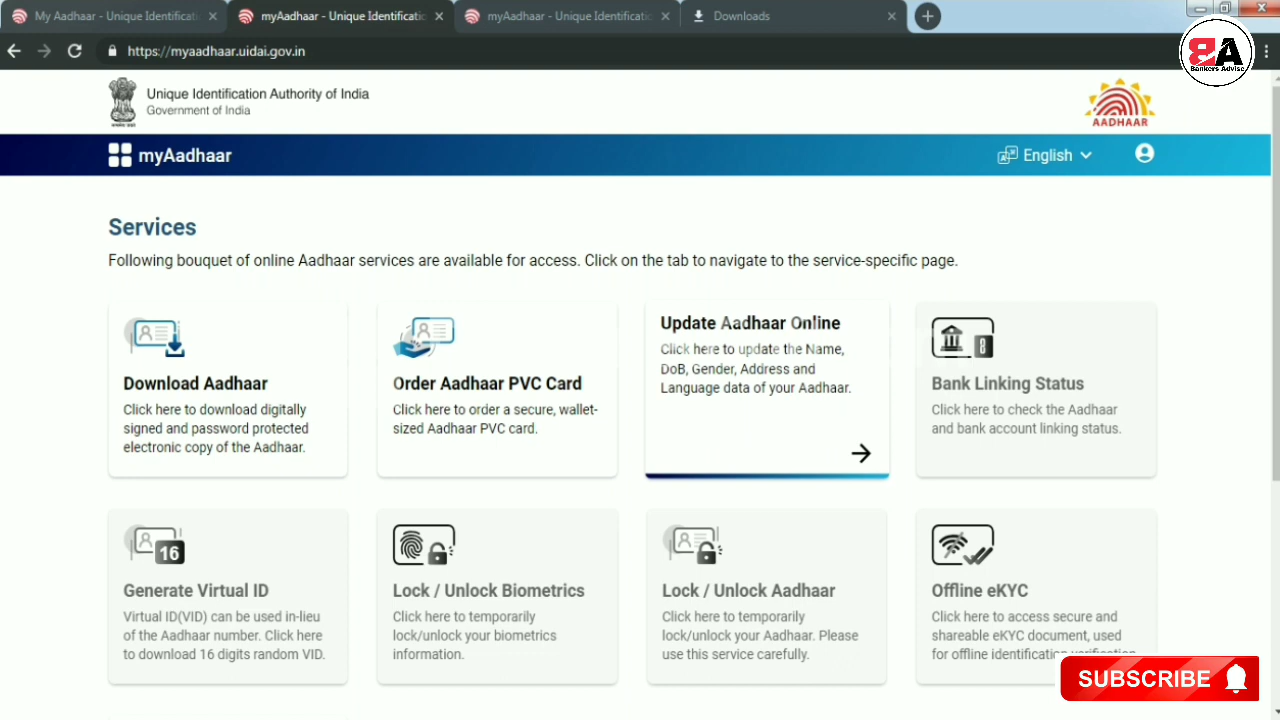 My Aadhaar - Unique Identificati
myAadhaar - Unique Identificatic
myAadhaar - Unique Identificatic
Downloads
https://myaadhaar.uidai.gov.in
BA
Bankers Advise
Unique Identification Authority of India
Government of India
AADHAAR
myAadhaar
English
Services
Following bouquet of online Aadhaar services are available for access. Click on the tab to navigate to the service-specific page.
Download Aadhaar
Click here to download digitally
signed and password protected
electronic copy of the Aadhaar.
Order Aadhaar PVC Card
Click here to order a secure, wallet-
sized Aadhaar PVC card.
Update Aadhaar Online
Click here to update the Name,
DoB, Gender, Address and
Language data of your Aadhaar.
Bank Linking Status
Click here to check the Aadhaar
and bank account linking status.
16
Generate Virtual ID
Virtual ID(VID) can be used in-lieu
of the Aadhaar number. Click here
to download 16 digits random VID.
Lock / Unlock Biometrics
Click here to temporarily
lock/unlock your biometrics
information.
Lock / Unlock Aadhaar
Click here to temporarily
lock/unlock your Aadhaar. Please
use this service carefully.
Offline eKYC
Click here to access secure and
shareable eKYC document, used
for offline identification verification
SUBSCRIBE